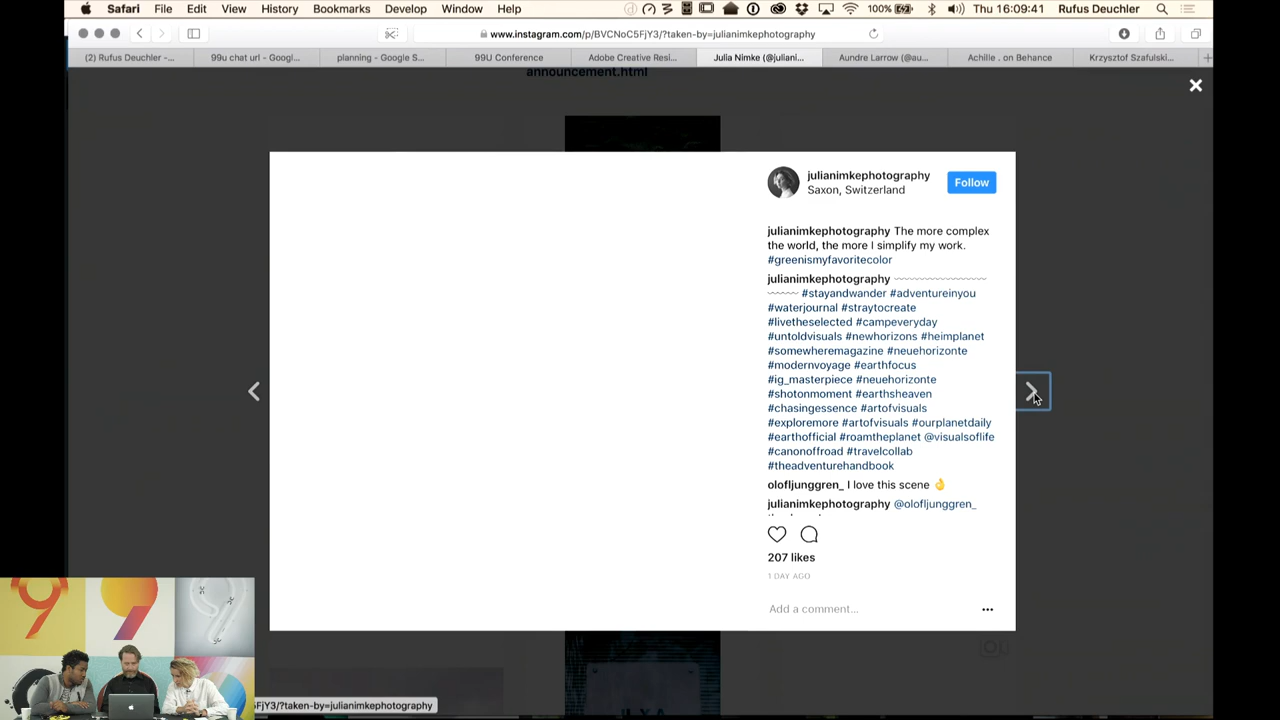 Safari File Edit View History Bookmarks Develop Window Help 100% Thu 16:09:41 Rufus Deuchler
www.instagram.com/p/BVCNoC5FjY3/?taken-by=julianimkephotography
(2) Rufus Deuchler -... 99u chat url - Googl... planning - Google S... 99U Conference Adobe Creative Resi... Julia Nimke (@juliani... Aundre Larrow (@au... Achille . on Behance Krzysztof Szafulski...
announcement.html
julianimkephotography
Saxon, Switzerland
Follow
julianimkephotography The more complex
the world, the more I simplify my work.
#greenismyfavoritecolor
julianimkephotography 〰〰〰〰〰〰〰〰〰
〰〰〰 #stayandwander #adventureinyou
#waterjournal #straytocreate
#livetheselected #campeveryday
#untoldvisuals #newhorizons #heimplanet
#somewheremagazine #neuehorizonte
#modernvoyage #earthfocus
#ig_masterpiece #neuehorizonte
#shotonmoment #earthsheaven
#chasingessence #artofvisuals
#exploremore #artofvisuals #ourplanetdaily
#earthofficial #roamtheplanet @visualsoflife
#canonoffroad #travelcollab
#theadventurehandbook
olofljunggren_ I love this scene 👌
julianimkephotography @olofljunggren_
207 likes
1 DAY AGO
Add a comment...
9 9 9
5FjY3/?taken-by=julianimkephotography